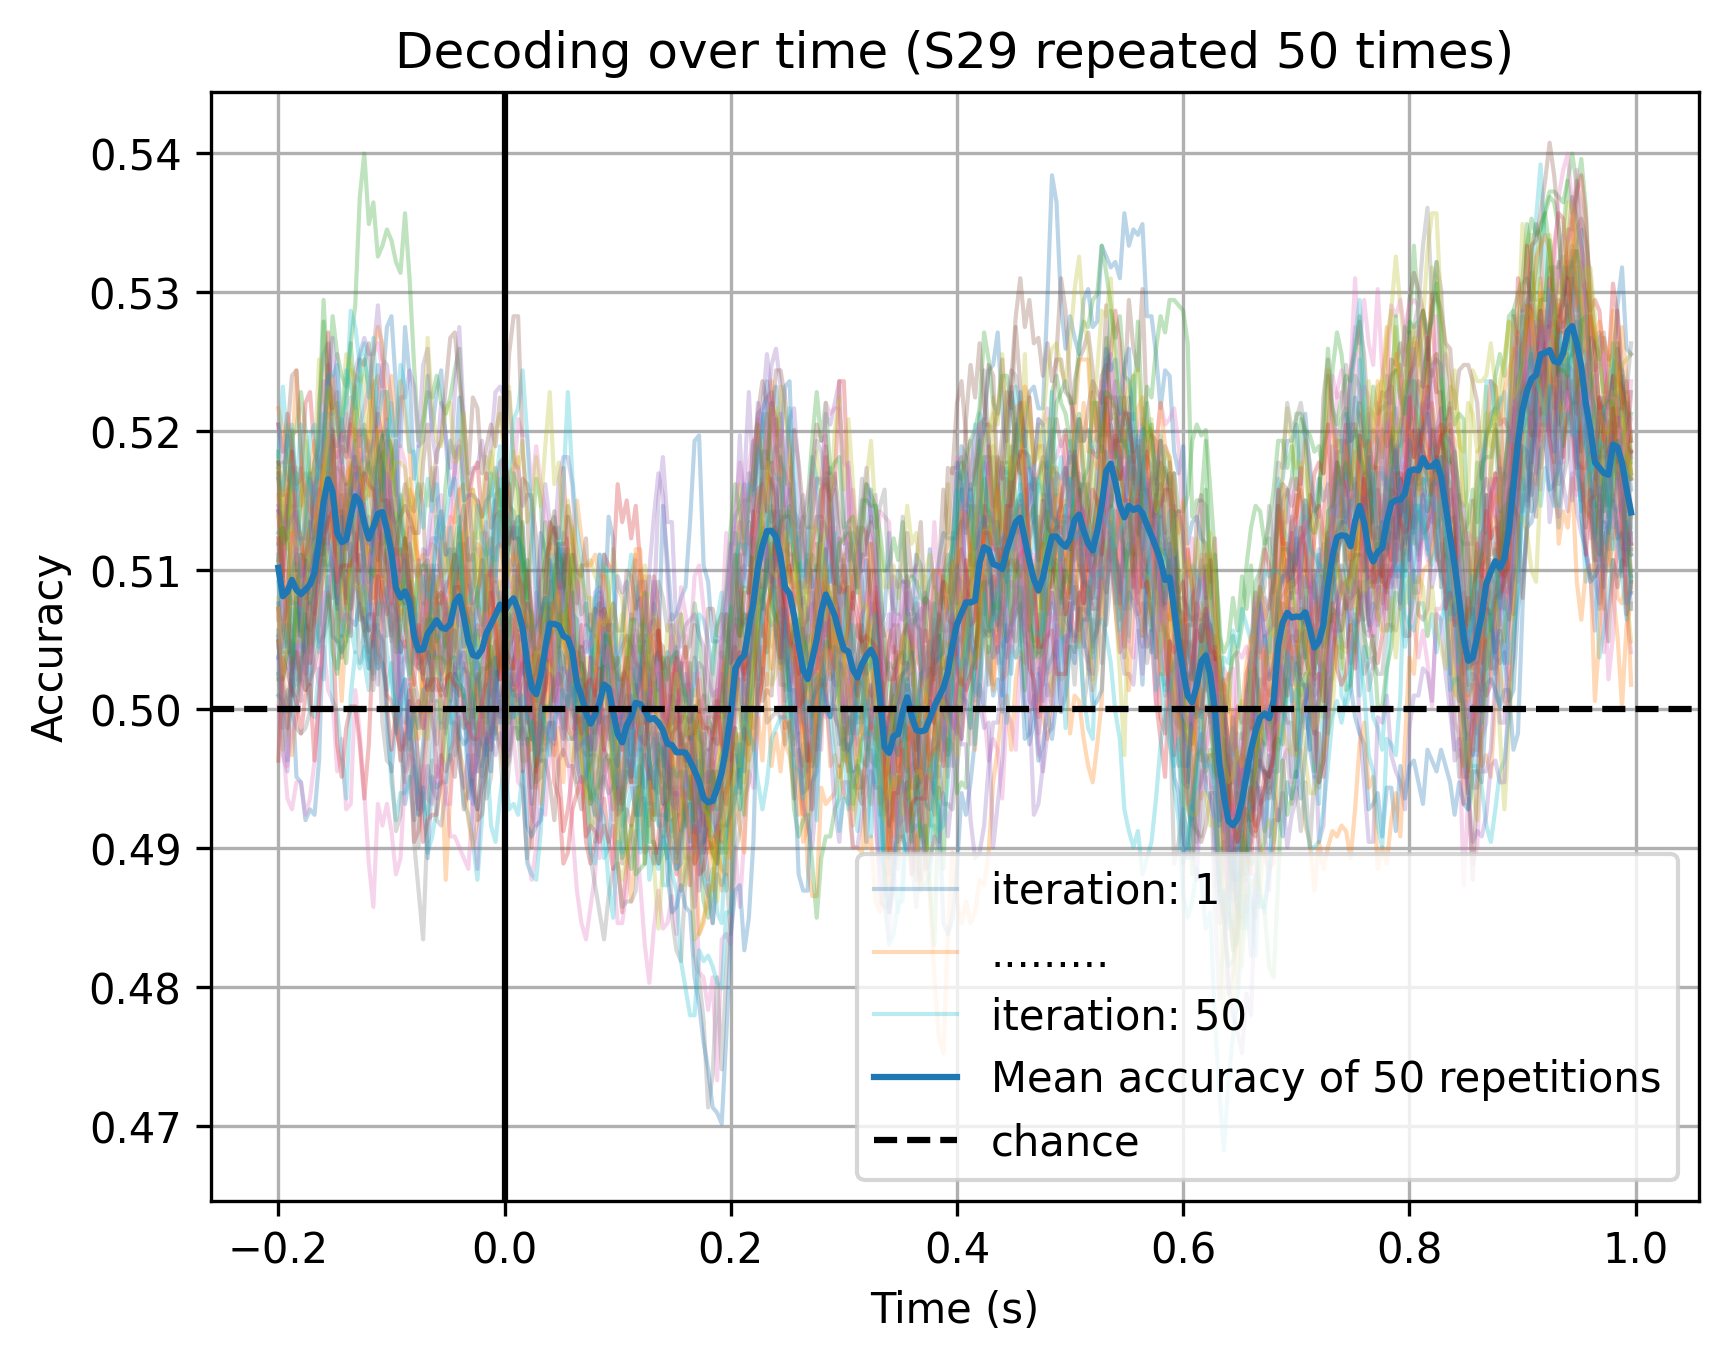 Decoding over time (S29 repeated 50 times)
Accuracy
0.54
0.53
0.52
0.51
0.50
0.49
0.48
0.47
iteration: 1
.........
iteration: 50
Mean accuracy of 50 repetitions
chance
−0.2 0.0 0.2 0.4 0.6 0.8 1.0
Time (s)